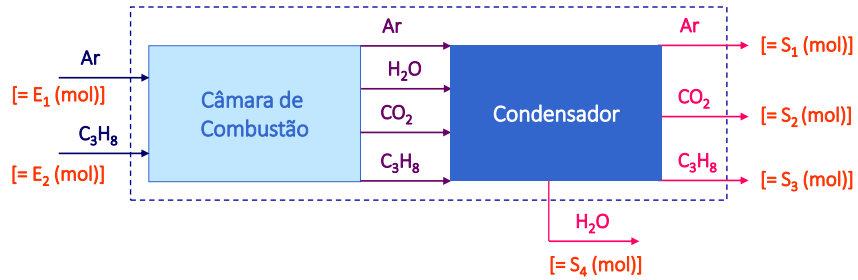 Ar
[= E₁ (mol)]
C₃H₈
[= E₂ (mol)]
Câmara de
Combustão
Ar
H₂O
CO₂
C₃H₈
Condensador
Ar
[= S₁ (mol)]
CO₂
[= S₂ (mol)]
C₃H₈
[= S₃ (mol)]
H₂O
[= S₄ (mol)]